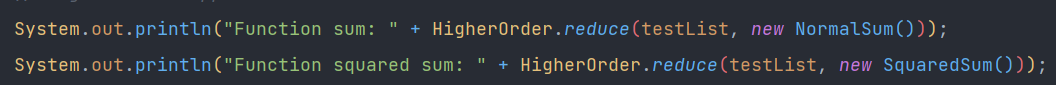 System.out.println("Function sum: " + HigherOrder.reduce(testList, new NormalSum()));
System.out.println("Function squared sum: " + HigherOrder.reduce(testList, new SquaredSum()));